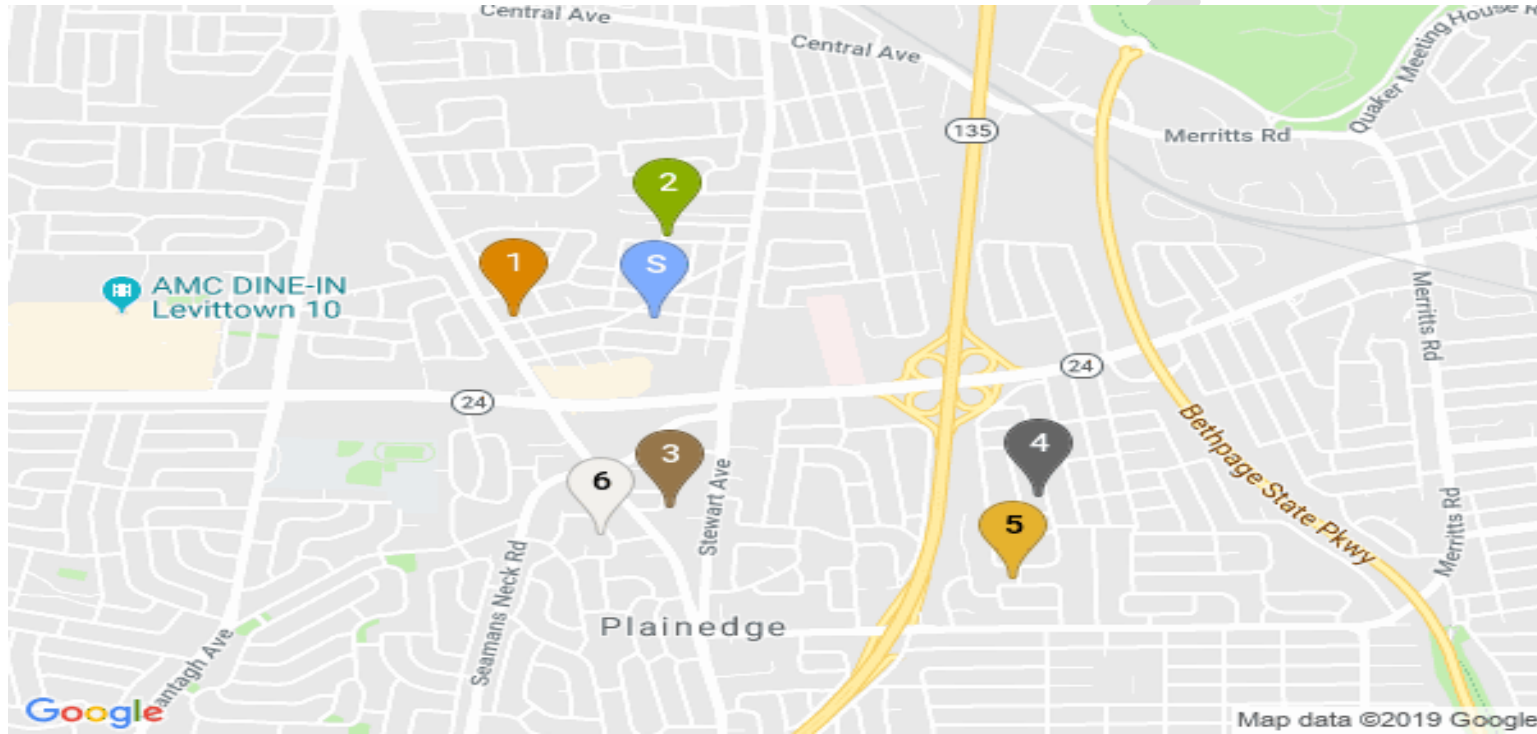 Central Ave
Central Ave
Quaker Meeting House R
135
Merritts Rd
2
1
S
AMC DINE-IN
Levittown 10
Merritts Rd
24
24
4
3
6
5
Bethpage State Pkwy
Stewart Ave
Merritts Rd
Seamans Neck Rd
Plainedge
antagh Ave
Google
Map data ©2019 Google